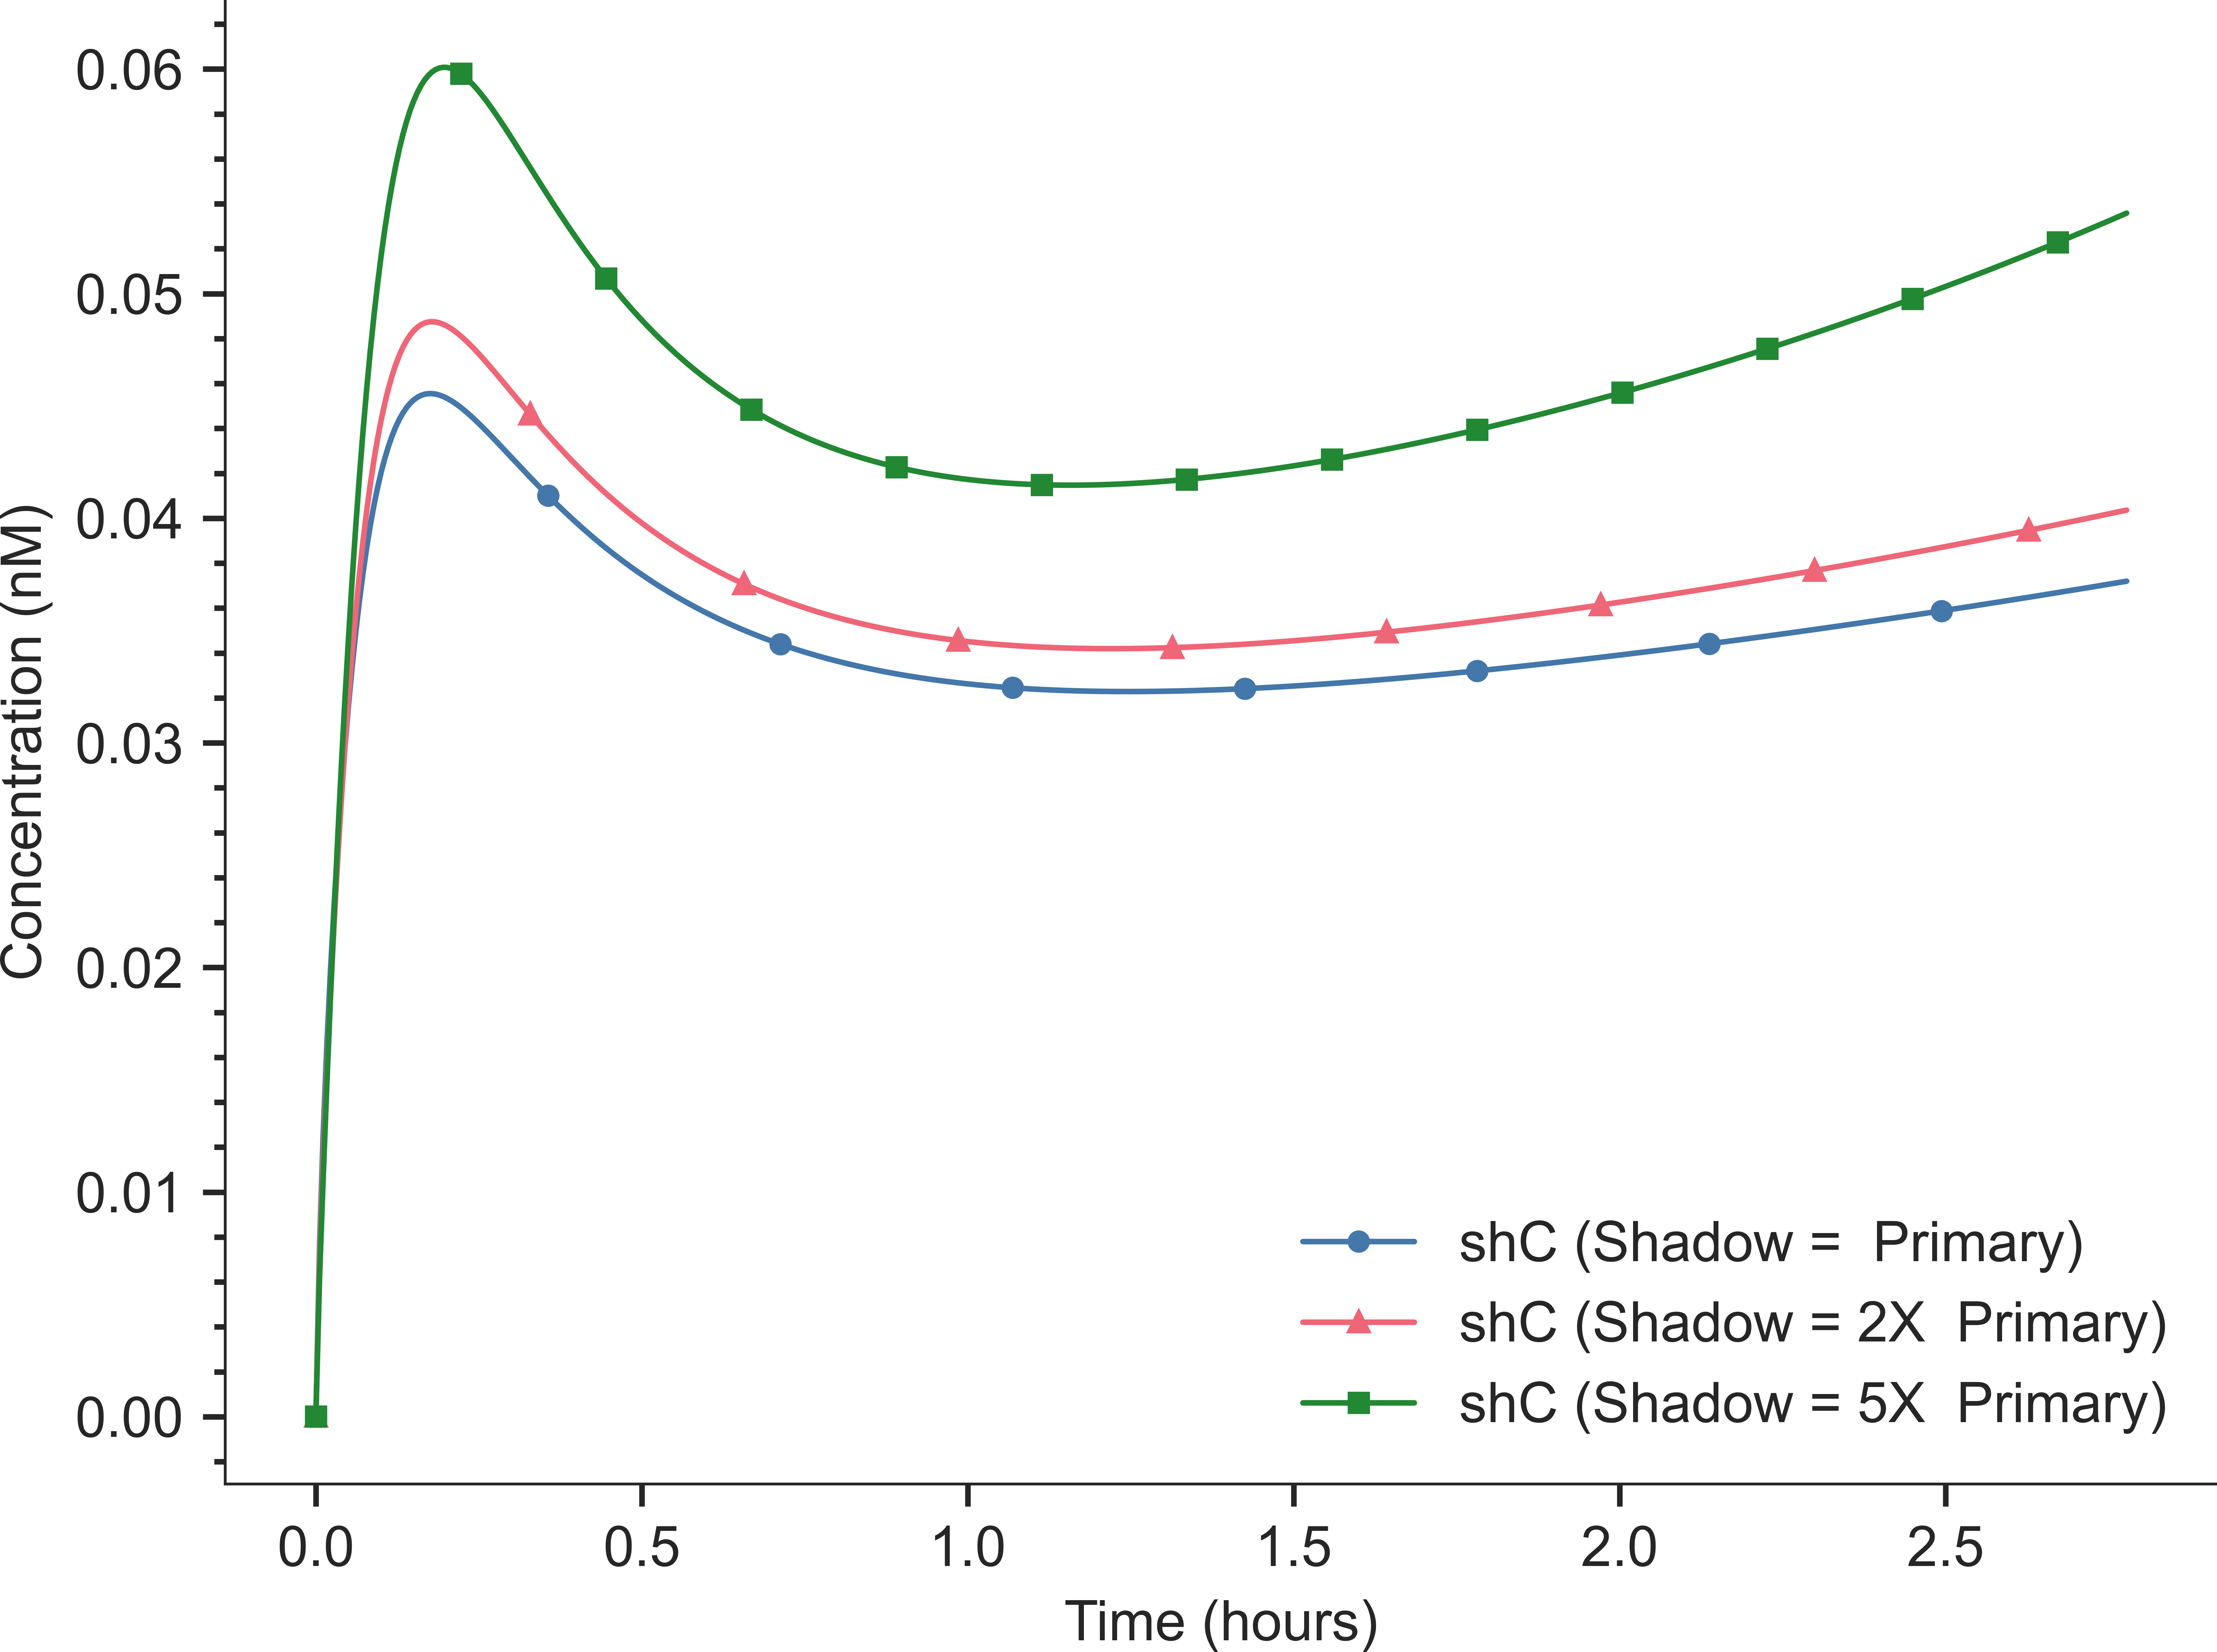 Concentration (nM)
0.06
0.05
0.04
0.03
0.02
0.01
0.00
shC (Shadow =  Primary)
shC (Shadow = 2X  Primary)
shC (Shadow = 5X  Primary)
0.0 0.5 1.0 1.5 2.0 2.5
Time (hours)